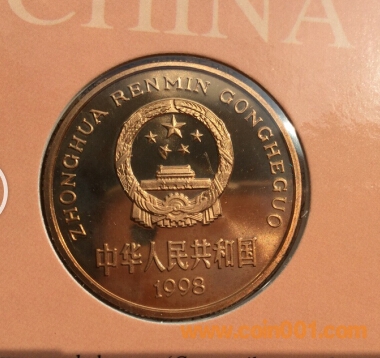 CHINA
ZHONGHUA RENMIN GONGHEGUO
中华人民共和国
1998
www.coin001.com